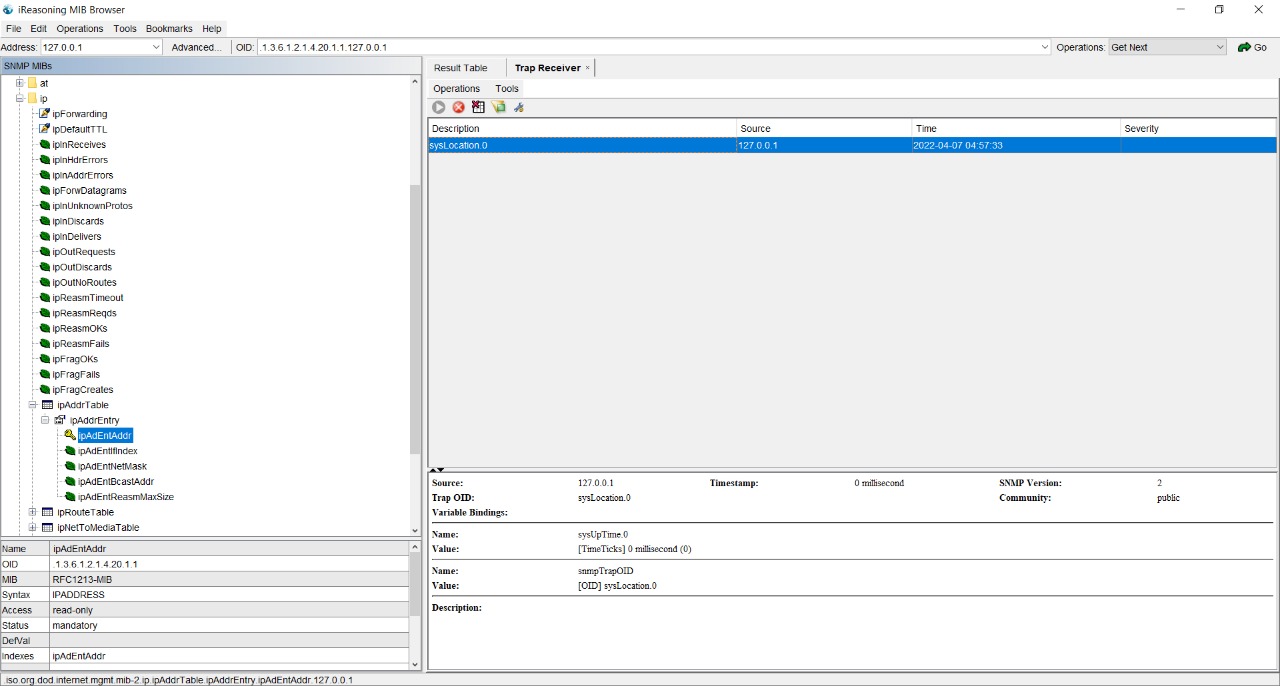 iReasoning MIB Browser
File Edit Operations Tools Bookmarks Help
Address: 127.0.0.1 Advanced... OID: .1.3.6.1.2.1.4.20.1.1.127.0.0.1 Operations: Get Next Go
SNMP MIBs
at
ip
ipForwarding
ipDefaultTTL
ipInReceives
ipInHdrErrors
ipInAddrErrors
ipForwDatagrams
ipInUnknownProtos
ipInDiscards
ipInDelivers
ipOutRequests
ipOutDiscards
ipOutNoRoutes
ipReasmTimeout
ipReasmReqds
ipReasmOKs
ipReasmFails
ipFragOKs
ipFragFails
ipFragCreates
ipAddrTable
ipAddrEntry
ipAdEntAddr
ipAdEntIfIndex
ipAdEntNetMask
ipAdEntBcastAddr
ipAdEntReasmMaxSize
ipRouteTable
ipNetToMediaTable
Name ipAdEntAddr
OID .1.3.6.1.2.1.4.20.1.1
MIB RFC1213-MIB
Syntax IPADDRESS
Access read-only
Status mandatory
DefVal
Indexes ipAdEntAddr
Result Table Trap Receiver ×
Operations Tools
Description Source Time Severity
sysLocation.0 127.0.0.1 2022-04-07 04:57:33
Source: 127.0.0.1 Timestamp: 0 millisecond SNMP Version: 2
Trap OID: sysLocation.0 Community: public
Variable Bindings:
Name: sysUpTime.0
Value: [TimeTicks] 0 millisecond (0)
Name: snmpTrapOID
Value: [OID] sysLocation.0
Description:
.iso.org.dod.internet.mgmt.mib-2.ip.ipAddrTable.ipAddrEntry.ipAdEntAddr.127.0.0.1